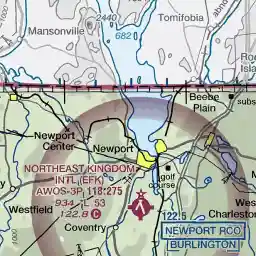 Mansonville
2440
Tomifobia
682
Beebe
Plain
Newport
Center
Newport
NORTHEAST KINGDOM
INTL (EFK)
AWOS-3P 118.275
934 L 53
122.8 C
golf
course
Westfield
Coventry
122.5
West
Charleston
NEWPORT RCO
BURLINGTON